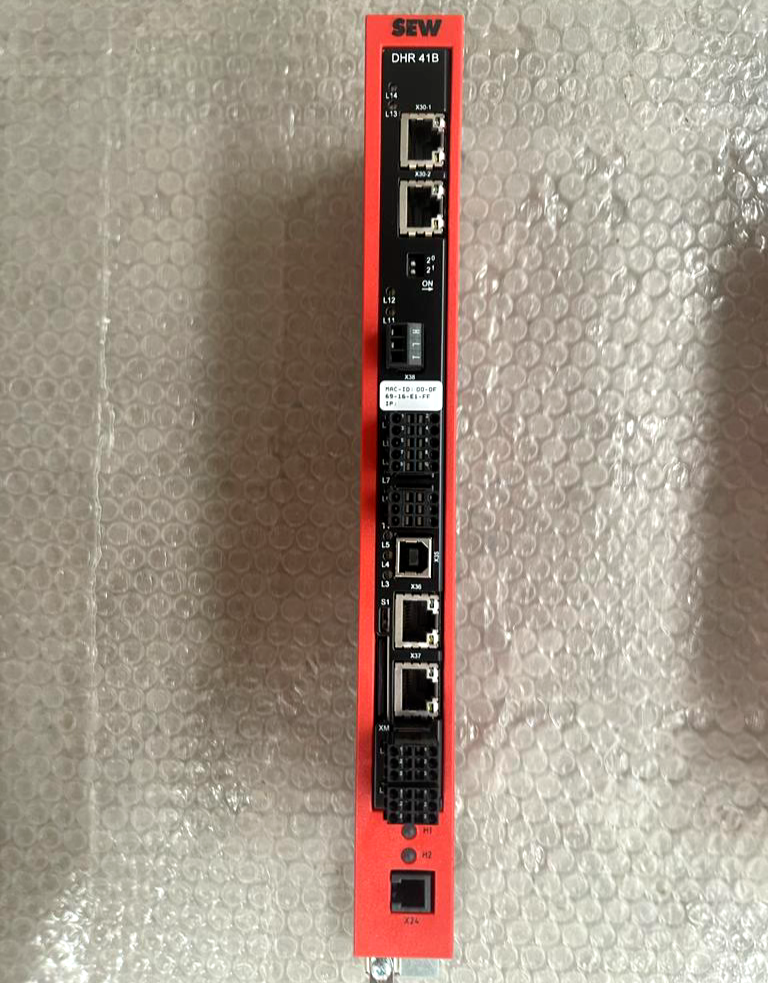 SEW
DHR 41B
L14
X30-1
L13
X30-2
2⁰
2¹
ON
L12
L11
H L ⊥
X38
MAC-ID: 00-0F
69-16-E1-FF
IP:
L7
L5
X35
L4
L3
X36
S1
X37
XM
H1
H2
X24